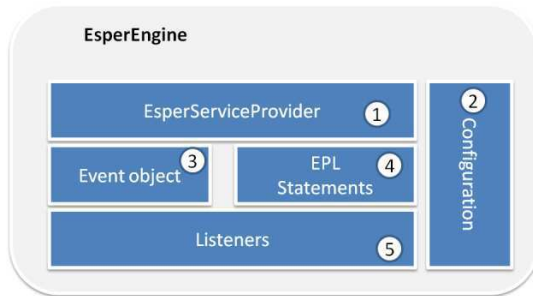 EsperEngine
EsperServiceProvider 1
2
Configuration
Event object 3
EPL 4
Statements
Listeners 5